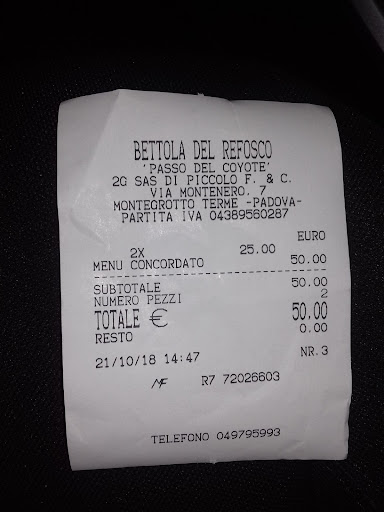 BETTOLA DEL REFOSCO
'PASSO DEL COYOTE'
2G SAS DI PICCOLO F. & C.
VIA MONTENERO, 7
MONTEGROTTO TERME -PADOVA-
PARTITA IVA 04389560287
EURO
2X 25.00
MENU CONCORDATO 50.00
SUBTOTALE 50.00
NUMERO PEZZI 2
TOTALE € 50,00
RESTO 0.00
21/10/18 14:47 NR.3
MF R7 72026603
TELEFONO 049795993